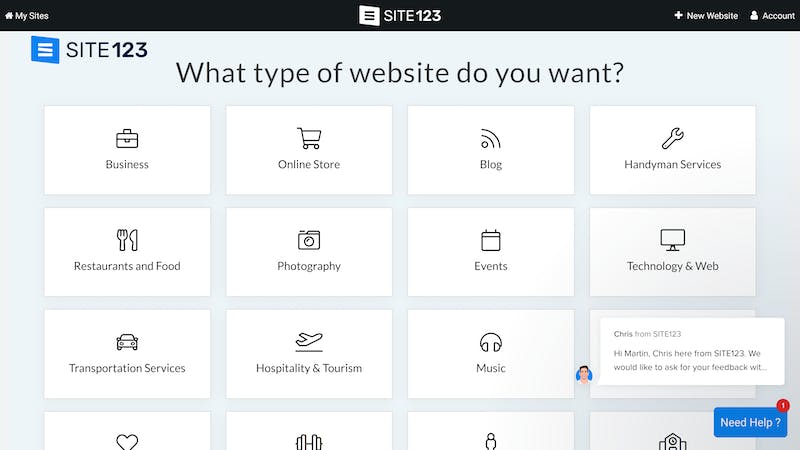 My Sites
SITE123
New Website
Account
SITE123
What type of website do you want?
Business
Online Store
Blog
Handyman Services
Restaurants and Food
Photography
Events
Technology & Web
Transportation Services
Hospitality & Tourism
Music
Chris from SITE123
Hi Martin, Chris here from SITE123. We
would like to ask for your feedback wit...
1
Need Help ?